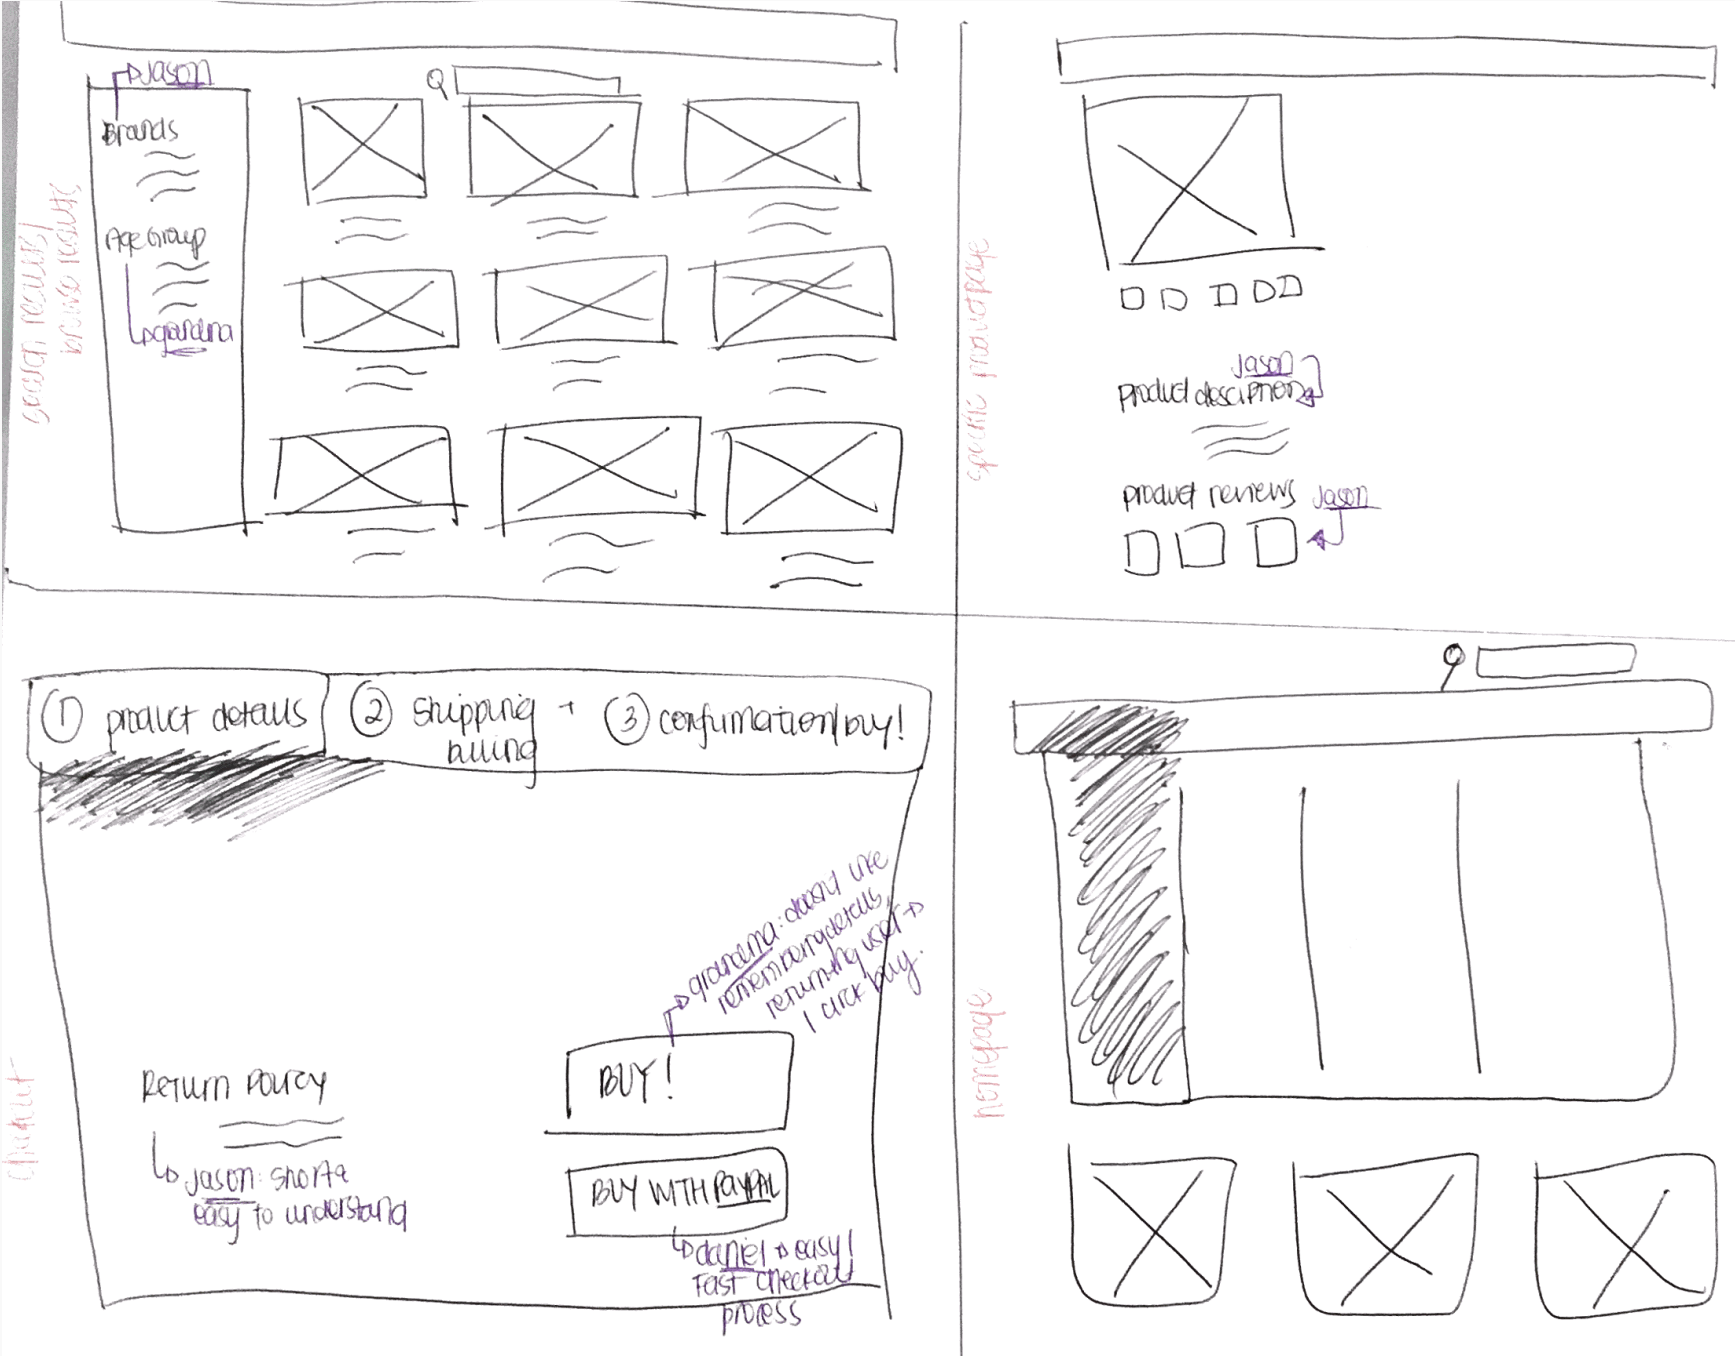 search results/
browse results
Jason
Q
Brands
Age Group
grandma
specific product page
Jason
product description
product reviews Jason
checkout
① product details
② Shipping +
billing
③ confirmation/buy!
grandma: doesn't like
remembering details,
returning user →
1 click buy.
BUY!
Return Policy
Jason: short &
easy to understand
BUY WITH PAYPAL
daniel → easy!
Fast checkout
process
homepage